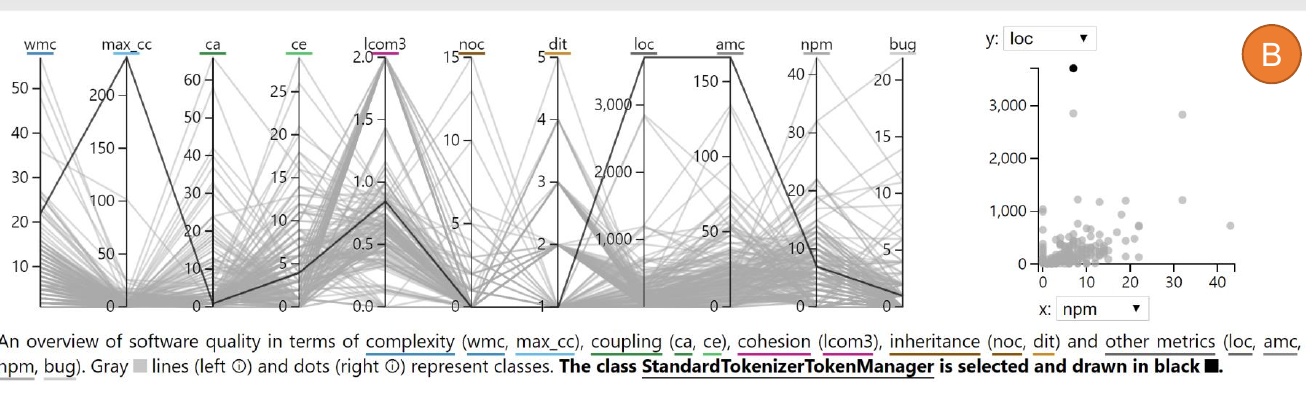 wmc max_cc ca ce lcom3 noc dit loc amc npm bug
50 40 30 20 10
200 150 100 50 0
60 50 40 30 20 10 0
25 20 15 10 5 0
2.0 1.5 1.0 0.5 0.0
15 10 5 0
5 4 3 2 1
3,000 2,000 1,000
150 100 50 0
40 30 20 10 0
20 15 10 5 0
y: loc ▼
B
3,000
2,000
1,000
0
0 10 20 30 40
x: npm ▼
An overview of software quality in terms of complexity (wmc, max_cc), coupling (ca, ce), cohesion (lcom3), inheritance (noc, dit) and other metrics (loc, amc,
npm, bug). Gray ■ lines (left ⓘ) and dots (right ⓘ) represent classes. The class StandardTokenizerTokenManager is selected and drawn in black ■.